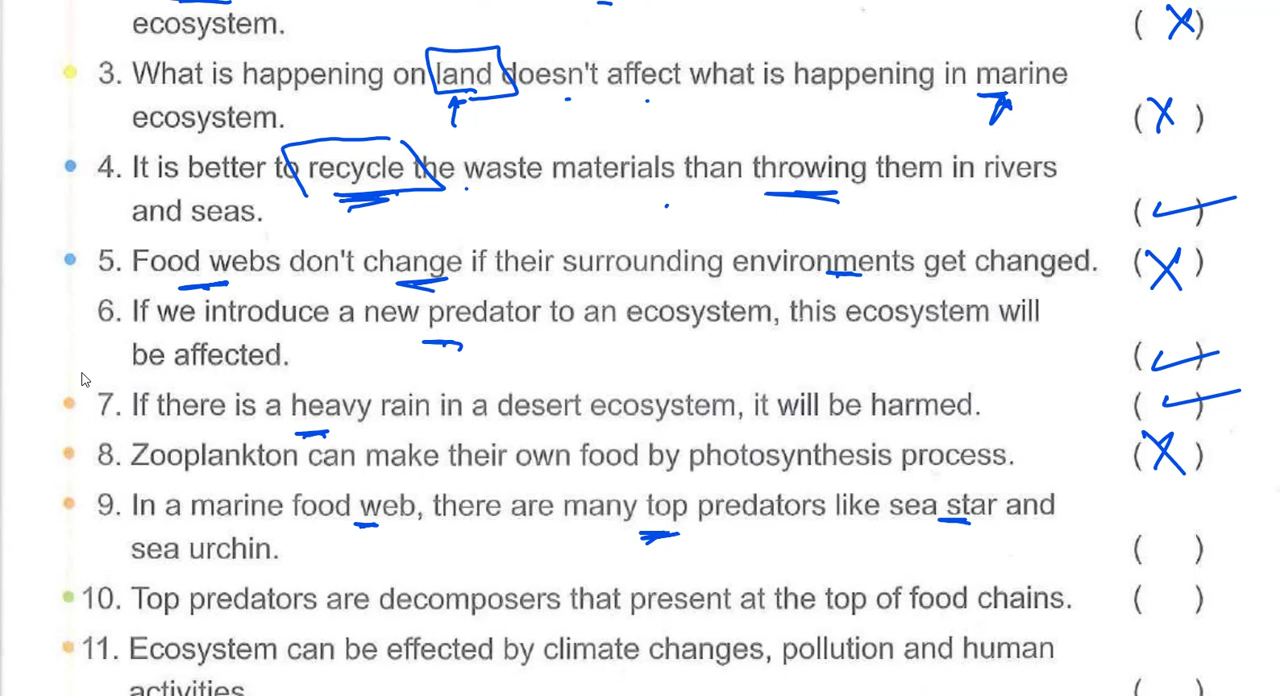 ecosystem. ( X )
3. What is happening on land doesn't affect what is happening in marine
ecosystem. ( X )
4. It is better to recycle the waste materials than throwing them in rivers
and seas. ( ✓ )
5. Food webs don't change if their surrounding environments get changed. ( X )
6. If we introduce a new predator to an ecosystem, this ecosystem will
be affected. ( ✓ )
7. If there is a heavy rain in a desert ecosystem, it will be harmed. ( ✓ )
8. Zooplankton can make their own food by photosynthesis process. ( X )
9. In a marine food web, there are many top predators like sea star and
sea urchin. ( )
10. Top predators are decomposers that present at the top of food chains. ( )
11. Ecosystem can be effected by climate changes, pollution and human
activities. ( )